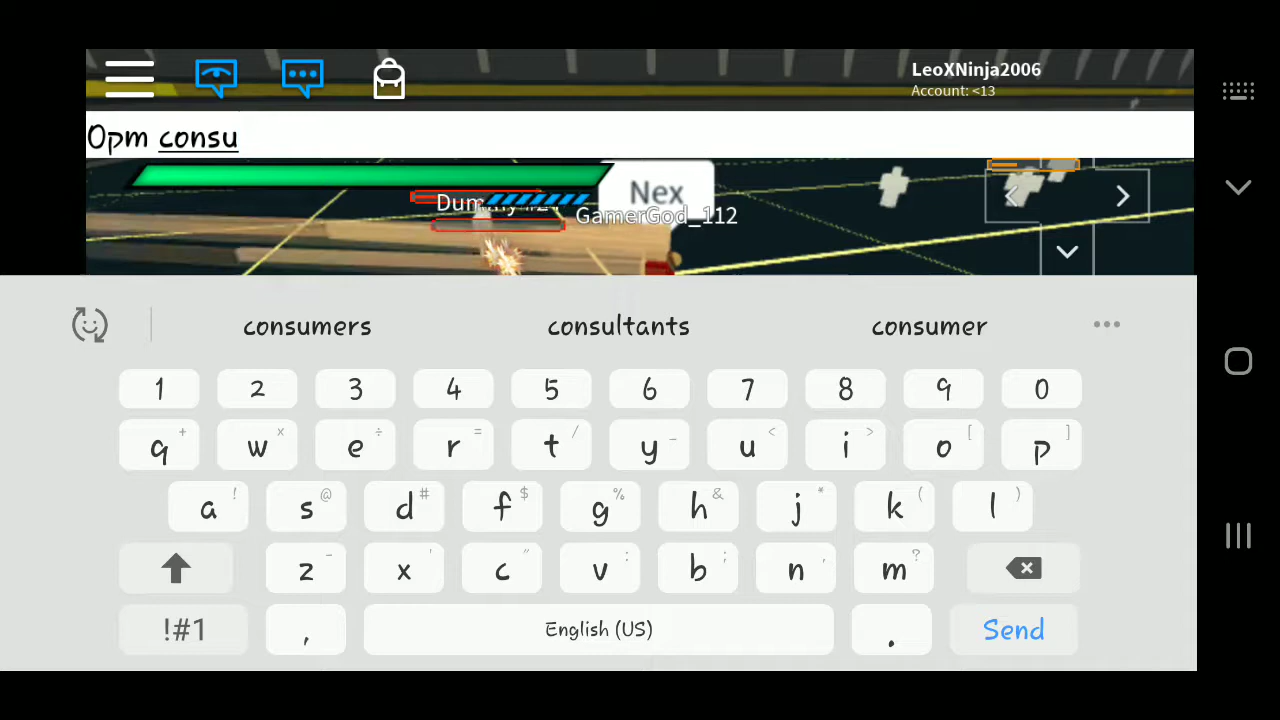 LeoXNinja2006
Account: <13
Opm consu
Nex
GamerGod_112
consumers consultants consumer
1 2 3 4 5 6 7 8 9 0
q + w × e ÷ r = t / y _ u < i > o [ p ]
a ! s @ d # f $ g % h & j * k ( l )
z - x ' c " v : b ; n , m ?
!#1 , English (US) . Send